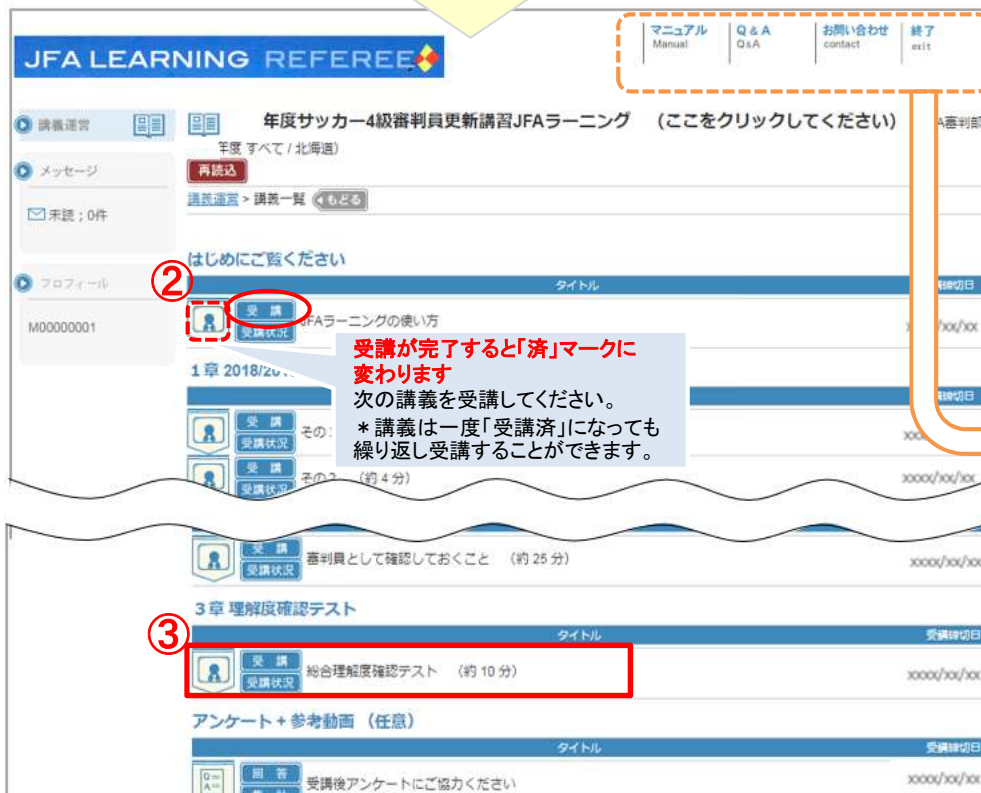 マニュアル
Manual
Q & A
Q&A
お問い合わせ
contact
終了
exit
JFA LEARNING REFEREE
講義運営
年度サッカー4級審判員更新講習JFAラーニング (ここをクリックしてください)
年度 すべて / 北海道)
メッセージ
再読込
講義運営 > 講義一覧 もどる
未読 ; 0件
はじめにご覧ください
プロフィール
②
タイトル
受 講
受講状況
JFAラーニングの使い方
M00000001
受講が完了すると「済」マークに
変わります
次の講義を受講してください。
*講義は一度「受講済」になっても
繰り返し受講することができます。
1章
受 講
受講状況
その
受 講
受講状況
その2 (約 4 分)
xxxx/xx/xx
受 講
受講状況
審判員として確認しておくこと (約 25 分)
xxxx/xx/xx
3章 理解度確認テスト
③
タイトル
受講締切日
受 講
受講状況
総合理解度確認テスト (約 10 分)
xxxx/xx/xx
アンケート + 参考動画 (任意)
タイトル
受講締切日
回 答
受講後アンケートにご協力ください
xxxx/xx/xx